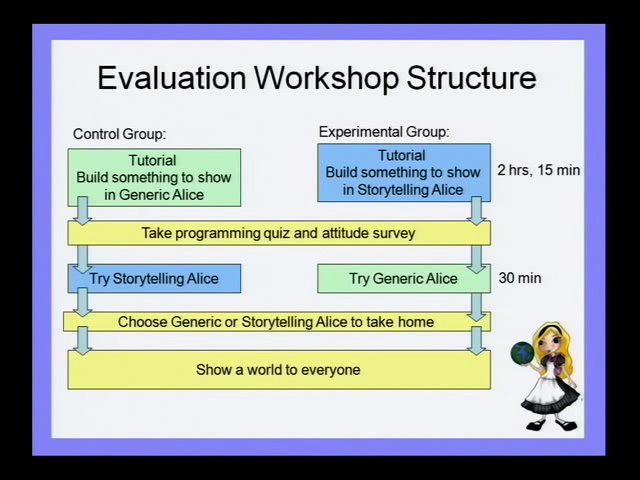 Evaluation Workshop Structure
Control Group:
Experimental Group:
Tutorial
Build something to show
in Generic Alice
Tutorial
Build something to show
in Storytelling Alice
2 hrs, 15 min
Take programming quiz and attitude survey
Try Storytelling Alice
Try Generic Alice
30 min
Choose Generic or Storytelling Alice to take home
Show a world to everyone